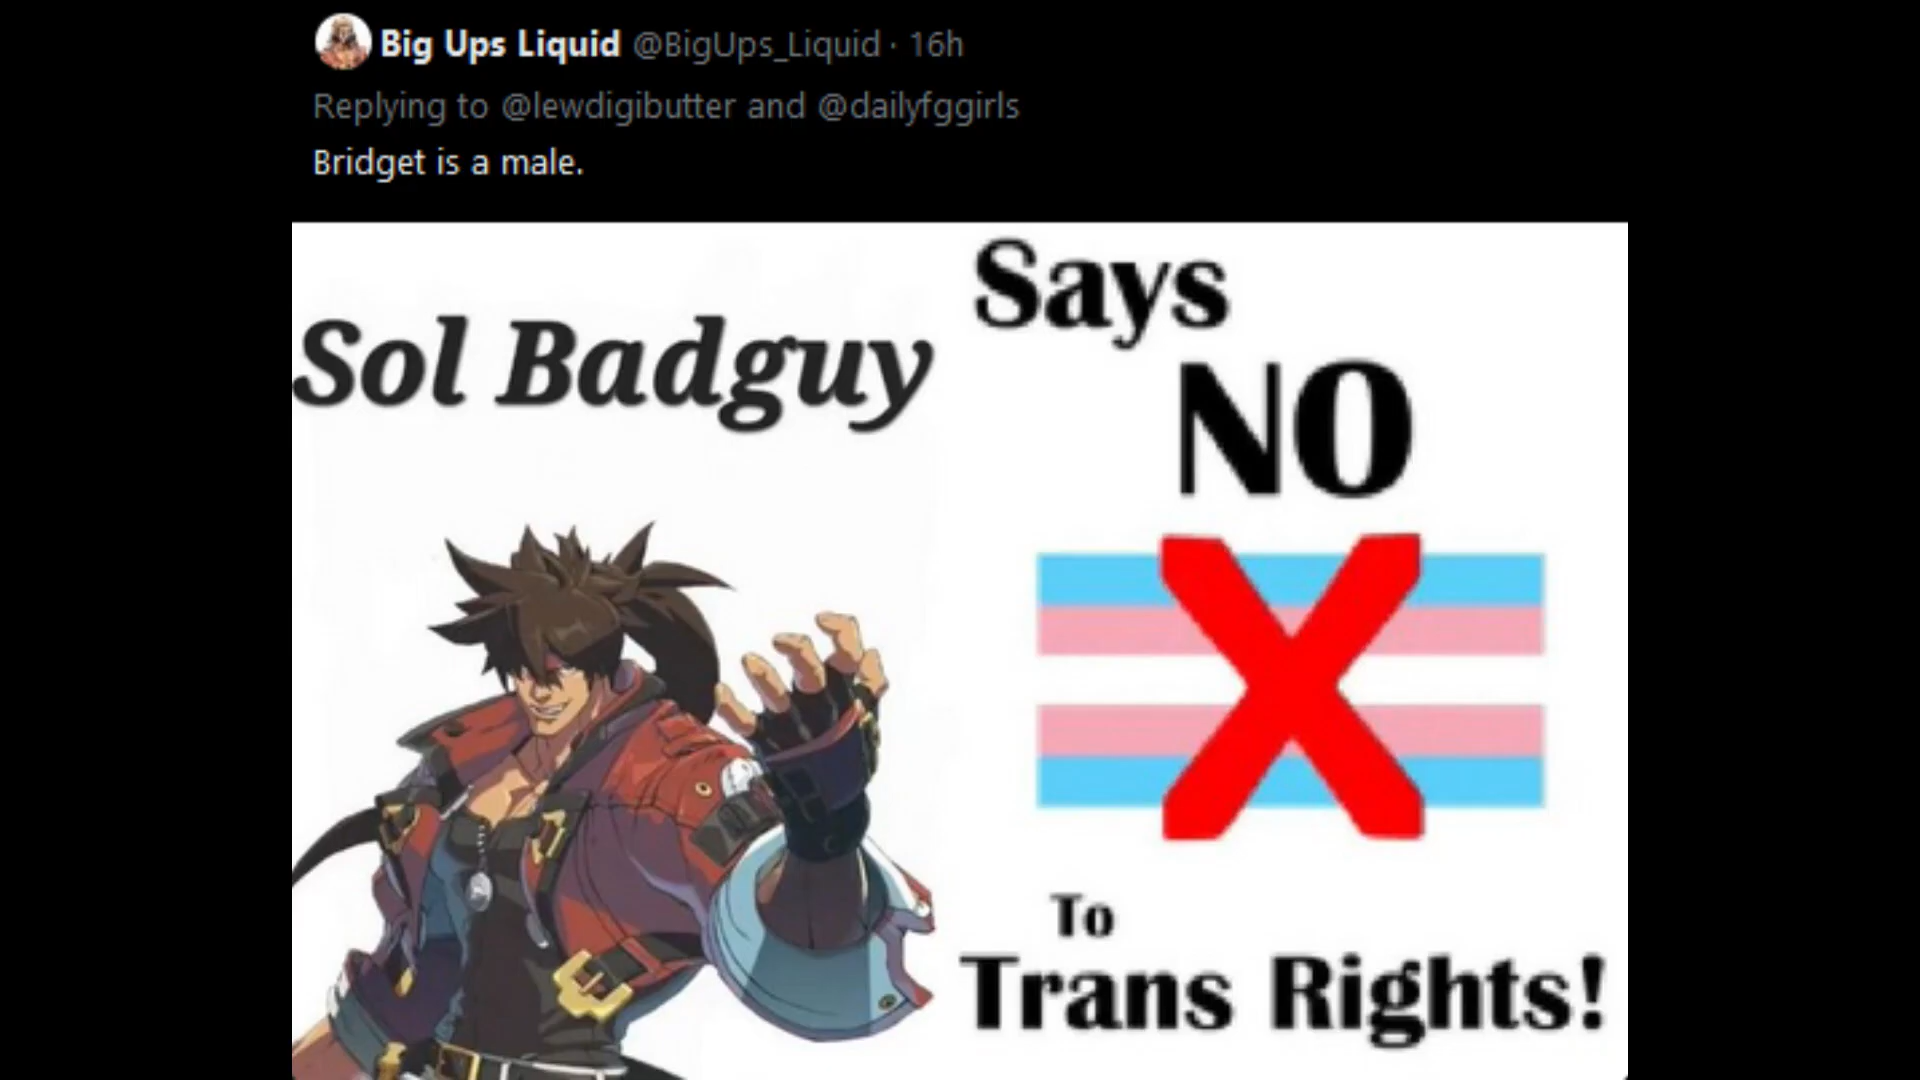 Big Ups Liquid @BigUps_Liquid · 16h
Replying to @lewdigibutter and @dailyfggirls
Bridget is a male.
Sol Badguy
Says
NO
To
Trans Rights!